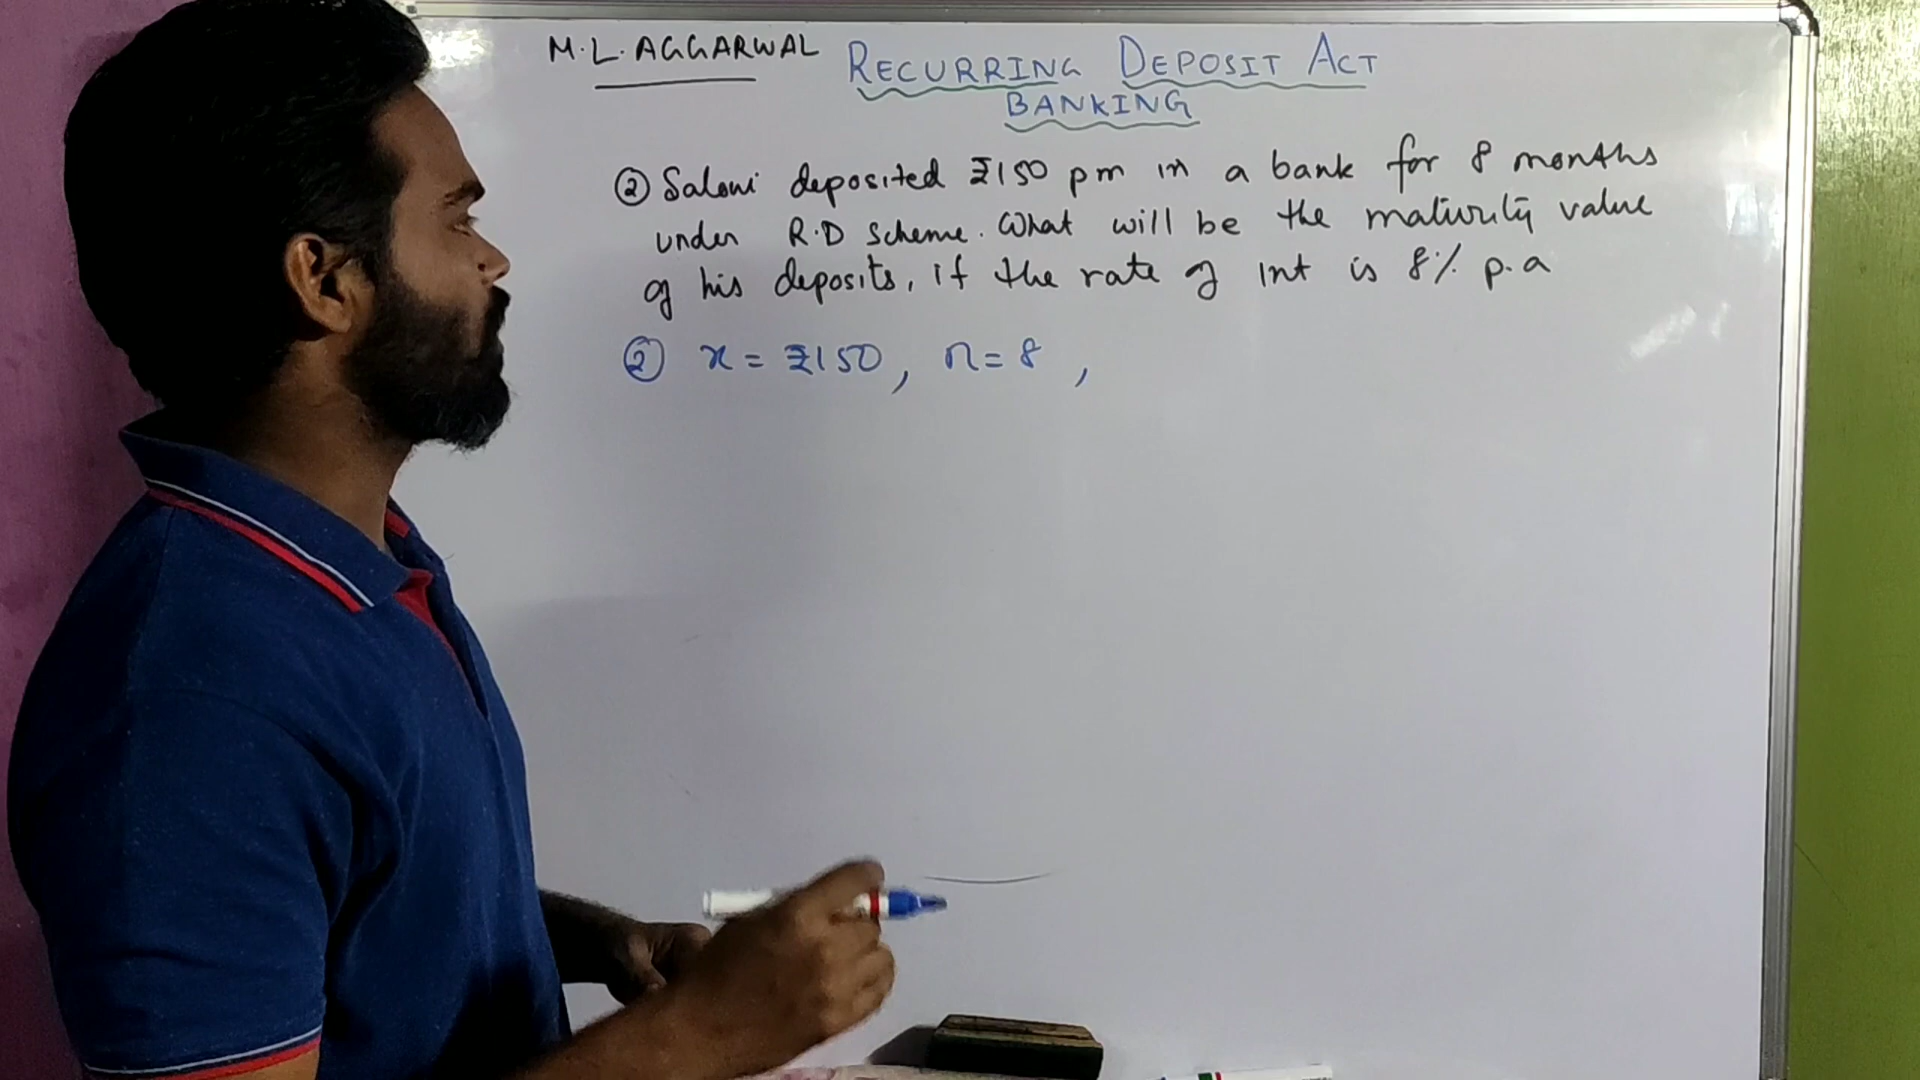 M.L.AGGARWAL RECURRING DEPOSIT ACT
BANKING
② Saloni deposited ₹150 pm in a bank for 8 months
under R.D scheme. What will be the maturity value
of his deposits, if the rate of int is 8% p.a
② x = ₹150, n = 8,